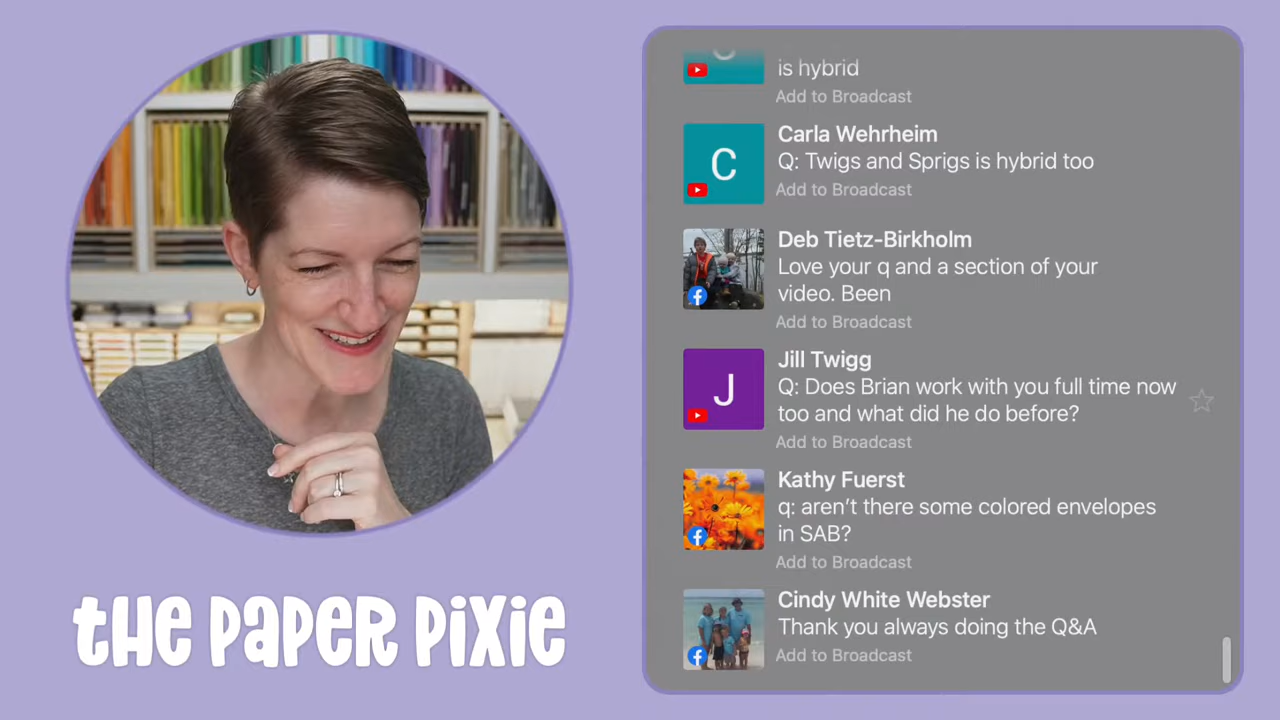 is hybrid
Add to Broadcast
C
Carla Wehrheim
Q: Twigs and Sprigs is hybrid too
Add to Broadcast
Deb Tietz-Birkholm
Love your q and a section of your
video. Been
Add to Broadcast
J
Jill Twigg
Q: Does Brian work with you full time now
too and what did he do before?
Add to Broadcast
Kathy Fuerst
q: aren’t there some colored envelopes
in SAB?
Add to Broadcast
Cindy White Webster
Thank you always doing the Q&A
Add to Broadcast
the paper pixie